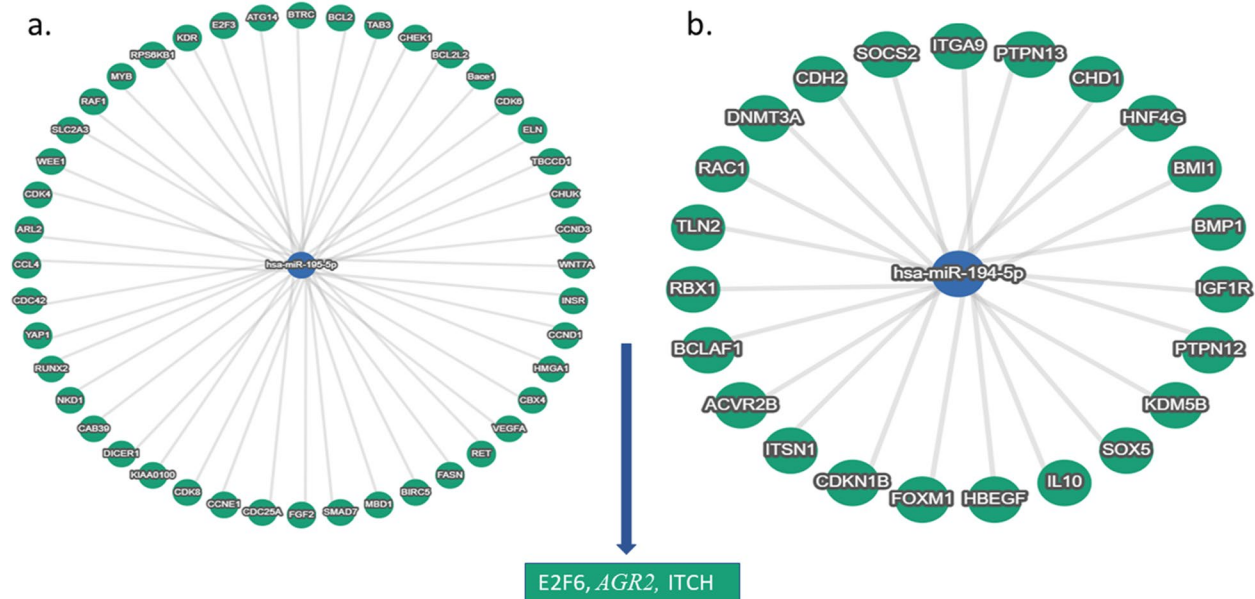 a.
BTRC
BCL2
TAB3
CHEK1
BCL2L2
Bace1
CDK6
ELN
TBCCD1
CHUK
CCND3
WNT7A
INSR
CCND1
HMGA1
CBX4
VEGFA
RET
FASN
BIRC5
MBD1
SMAD7
FGF2
CDC25A
CCNE1
CDK8
KIAA0100
DICER1
CAB39
NKD1
RUNX2
YAP1
CDC42
CCL4
ARL2
CDK4
WEE1
SLC2A3
RAF1
MYB
RPS6KB1
KDR
E2F3
ATG14
hsa-miR-195-5p
b.
ITGA9
PTPN13
CHD1
HNF4G
BMI1
BMP1
IGF1R
PTPN12
KDM5B
SOX5
IL10
HBEGF
FOXM1
CDKN1B
ITSN1
ACVR2B
BCLAF1
RBX1
TLN2
RAC1
DNMT3A
CDH2
SOCS2
hsa-miR-194-5p
E2F6, AGR2, ITCH